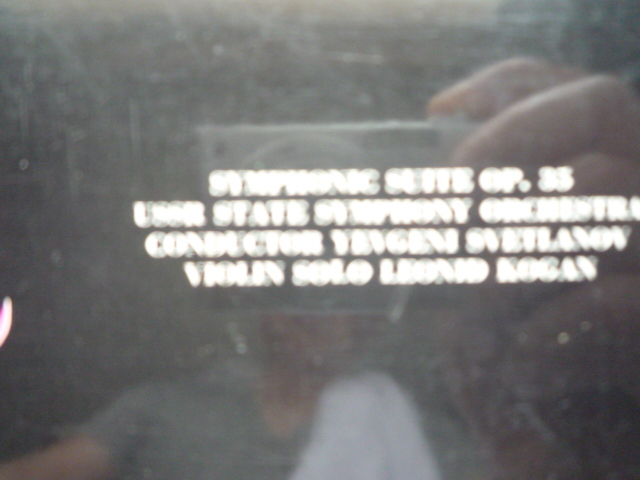 SYMPHONIC SUITE OP. 35
USSR STATE SYMPHONY ORCHESTRA
CONDUCTOR YEVGENI SVETLANOV
VIOLIN SOLO LEONID KOGAN